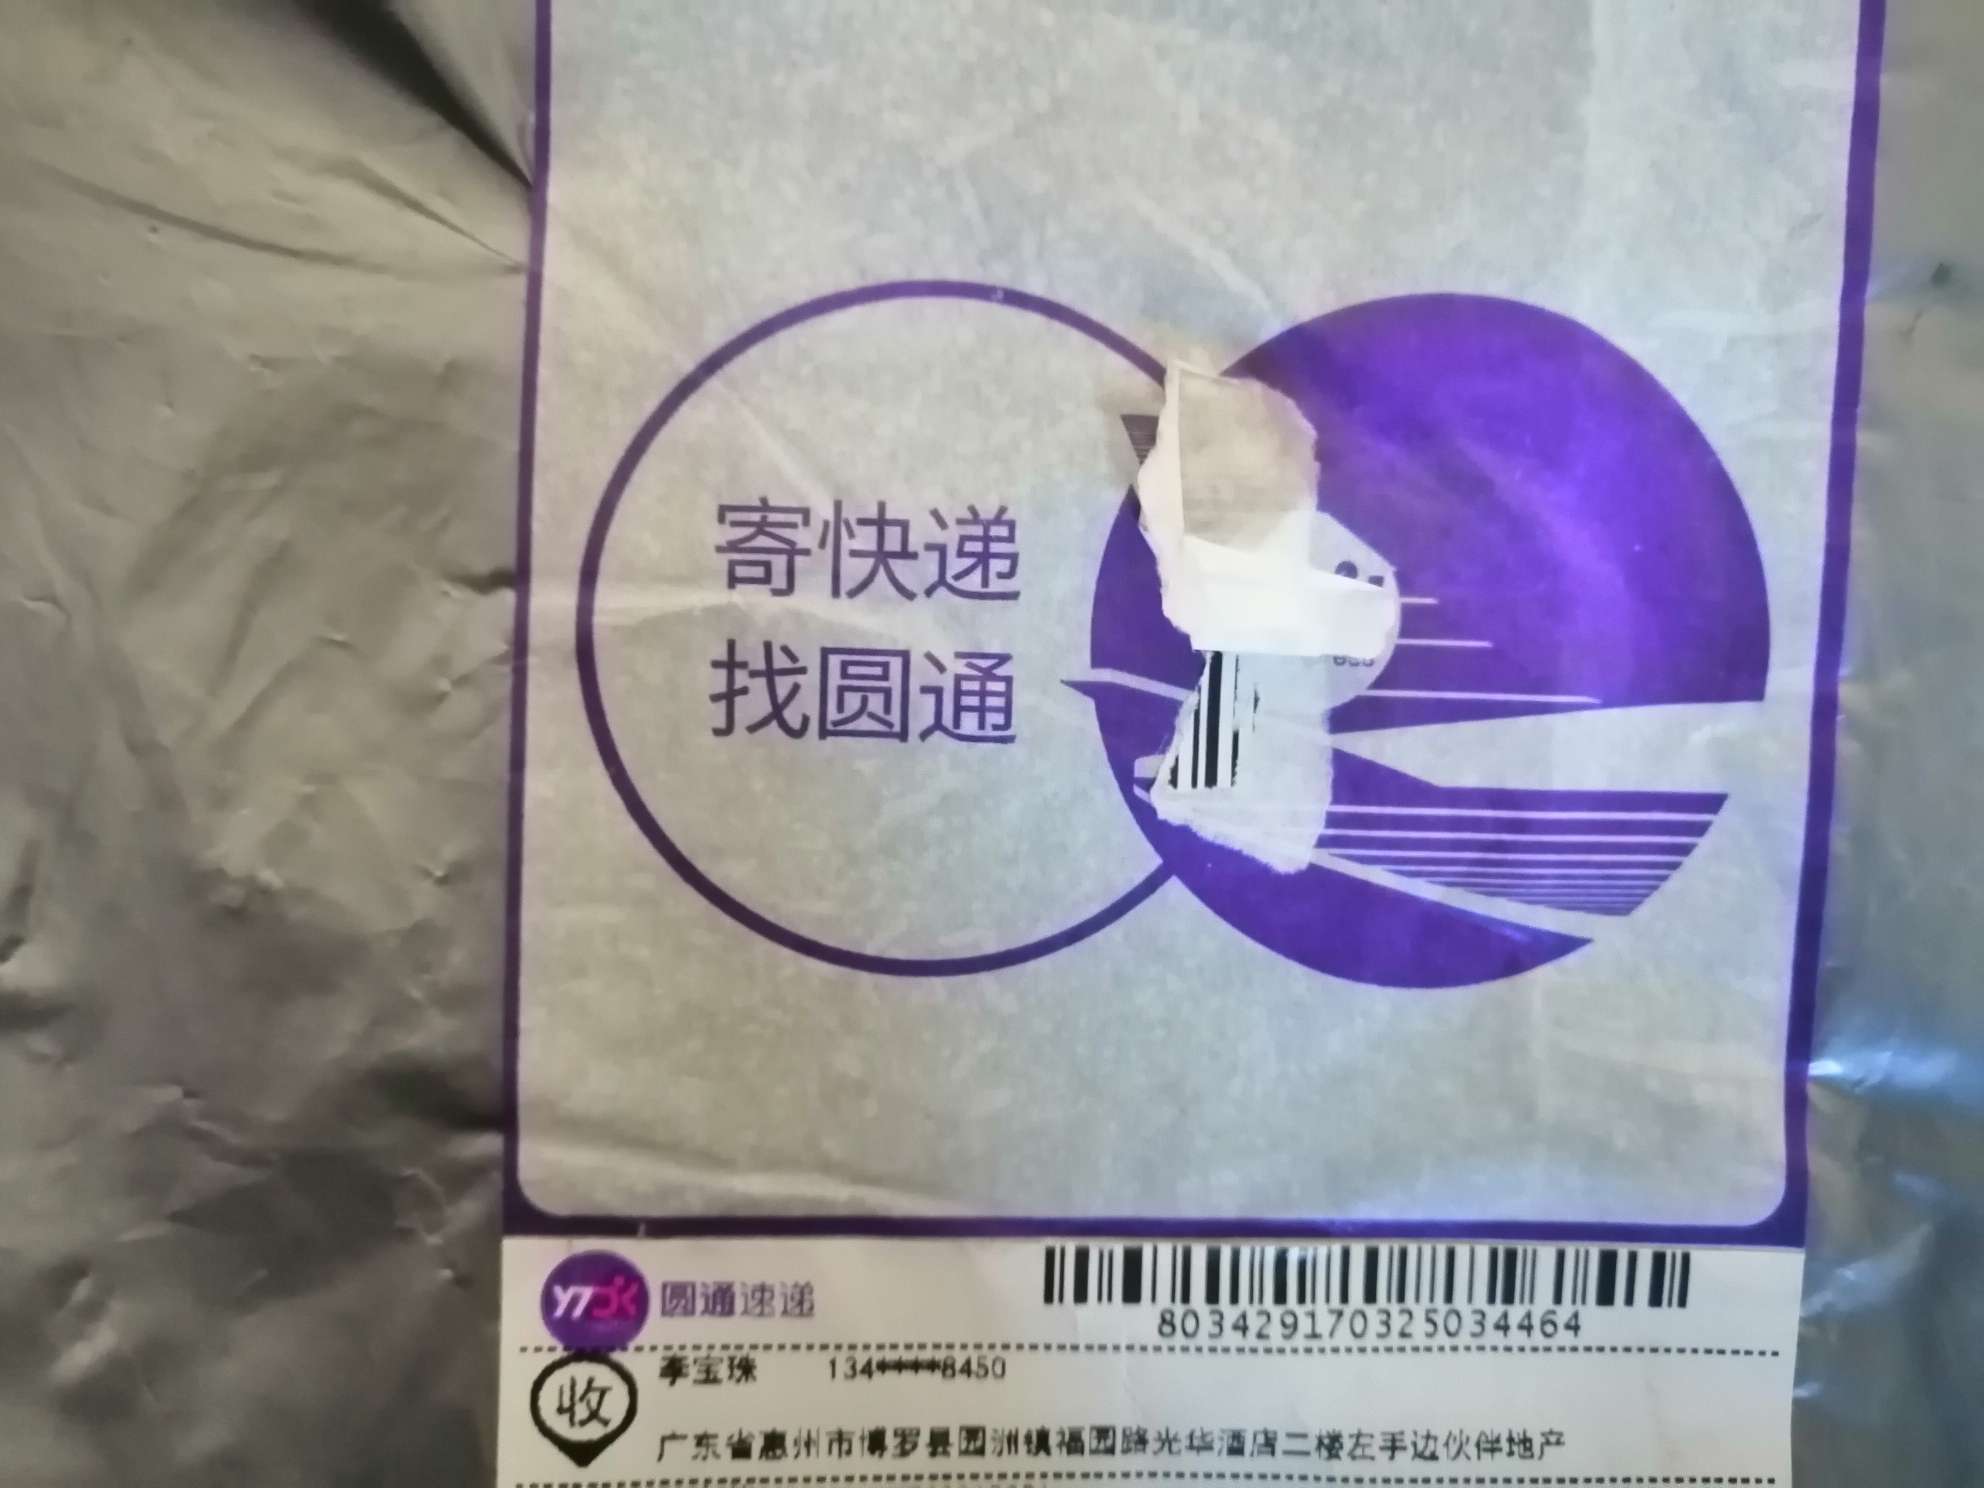 寄快递
找圆通
圆通速递
803429170325034464
收
李宝珠 134****8450
广东省惠州市博罗县园洲镇福园路光华酒店二楼左手边伙伴地产